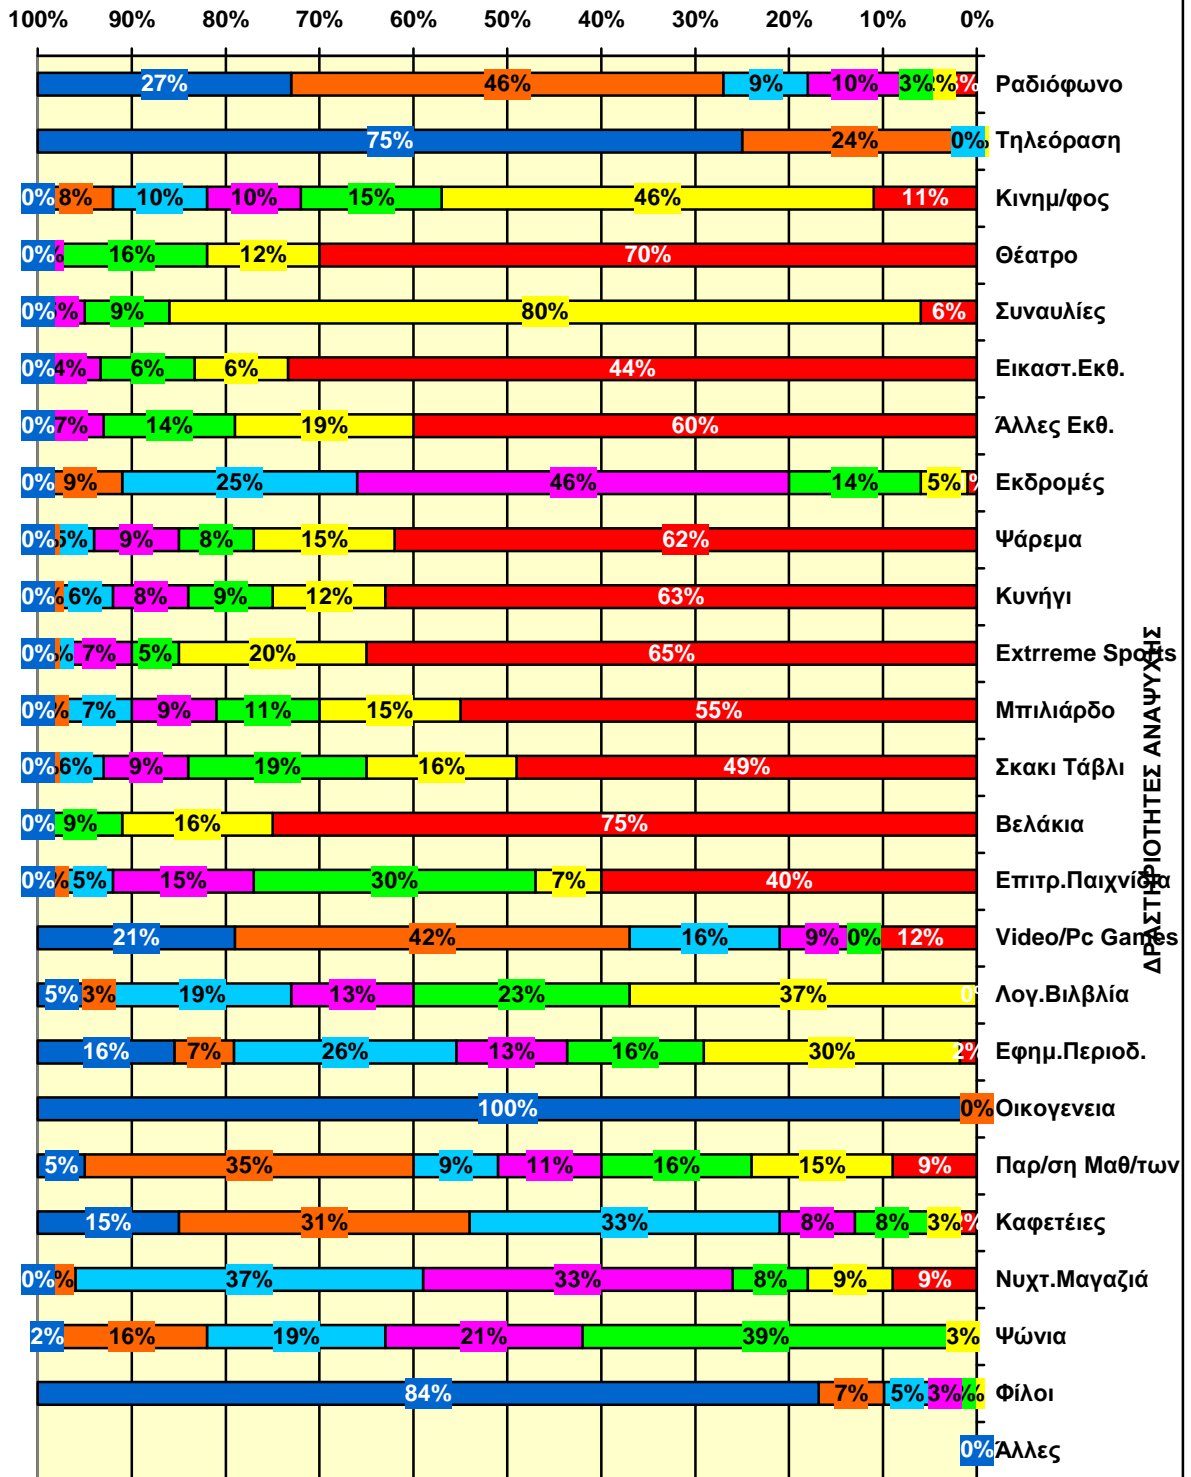 100% 90% 80% 70% 60% 50% 40% 30% 20% 10% 0%
27% 46% 9% 10% 3% Ραδιόφωνο
75% 24% 0% Τηλεόραση
0% 8% 10% 10% 15% 46% 11% Κινημ/φος
0% 16% 12% 70% Θέατρο
0% 9% 80% 6% Συναυλίες
0% 4% 6% 6% 44% Εικαστ.Εκθ.
0% 7% 14% 19% 60% Άλλες Εκθ.
0% 9% 25% 46% 14% 5% Εκδρομές
0% 5% 9% 8% 15% 62% Ψάρεμα
0% 6% 8% 9% 12% 63% Κυνήγι
0% 7% 5% 20% 65% Extrreme Sports
0% 7% 9% 11% 15% 55% Μπιλιάρδο
0% 6% 9% 19% 16% 49% Σκακι Τάβλι
0% 9% 16% 75% Βελάκια
0% 5% 15% 30% 7% 40% Επιτρ.Παιχνίδια
21% 42% 16% 9% 0% 12% Video/Pc Games
5% 3% 19% 13% 23% 37% Λογ.Βιλβλία
16% 7% 26% 13% 16% 30% 2% Εφημ.Περιοδ.
100% 0% Οικογενεια
5% 35% 9% 11% 16% 15% 9% Παρ/ση Μαθ/των
15% 31% 33% 8% 8% 3% Καφετέιες
0% 37% 33% 8% 9% 9% Νυχτ.Μαγαζιά
2% 16% 19% 21% 39% 3% Ψώνια
84% 7% 5% 3% Φίλοι
0% Άλλες
ΔΡΑΣΤΗΡΙΟΤΗΤΕΣ ΑΝΑΨΥΧΗΣ